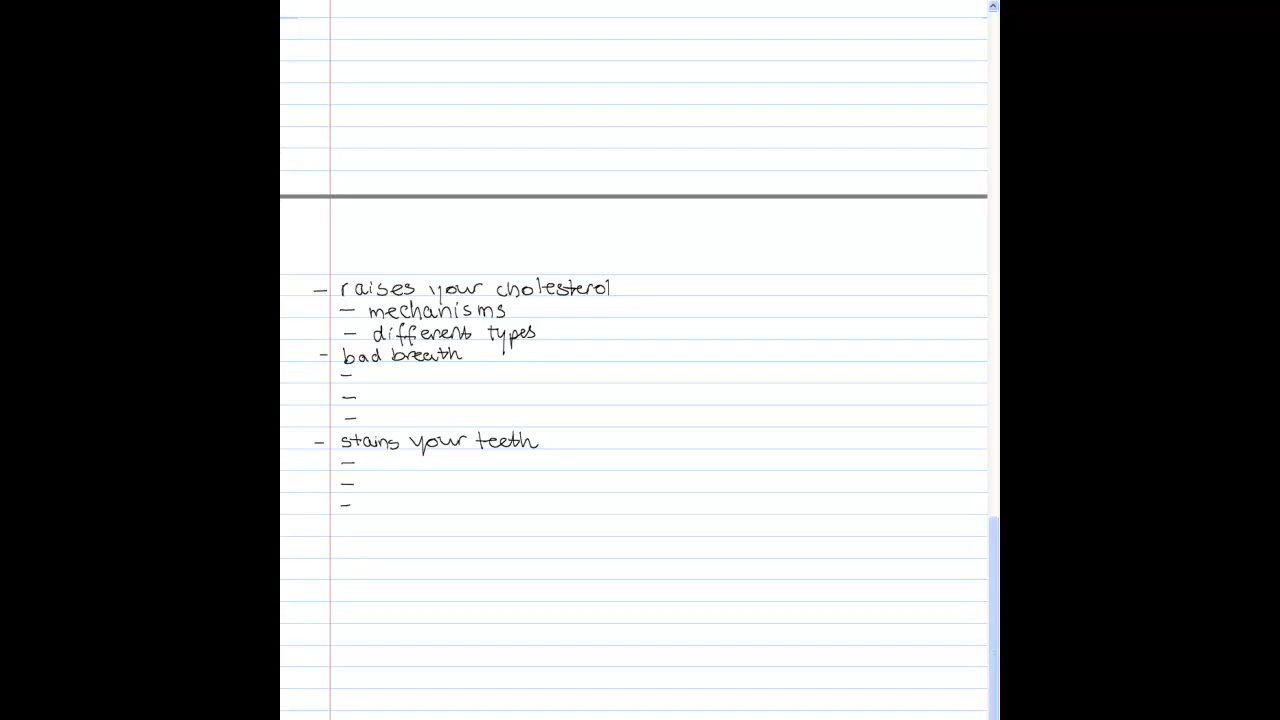 - raises your cholesterol
- mechanisms
- different types
- bad breath
-
-
-
- stains your teeth
-
-
-